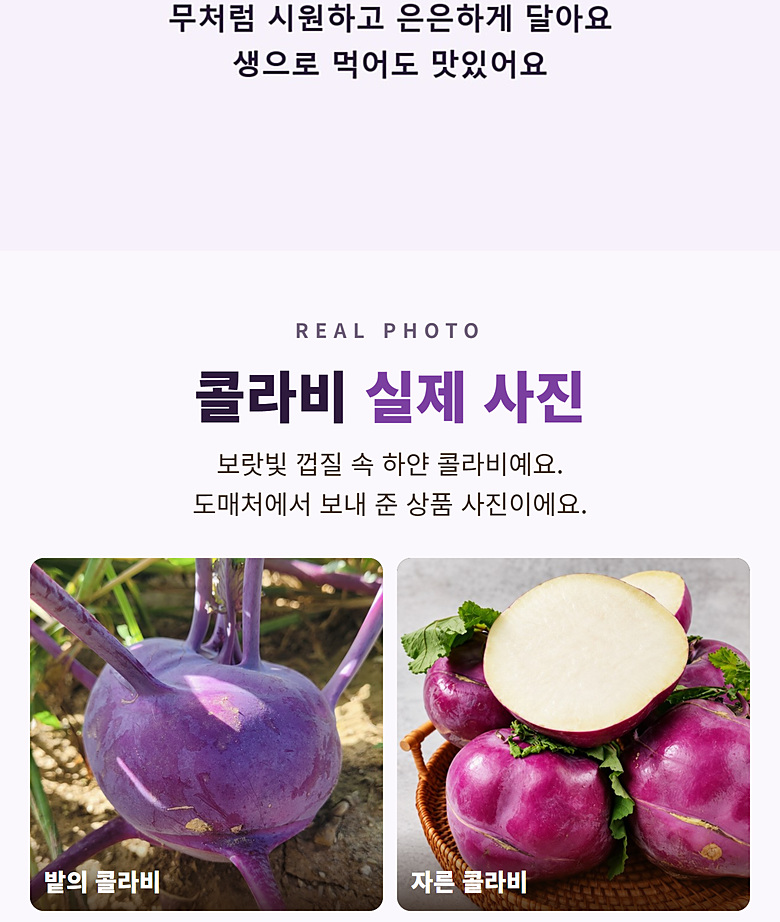 무처럼 시원하고 은은하게 달아요
생으로 먹어도 맛있어요
REAL PHOTO
콜라비 실제 사진
보랏빛 껍질 속 하얀 콜라비예요.
도매처에서 보내 준 상품 사진이에요.
밭의 콜라비
자른 콜라비